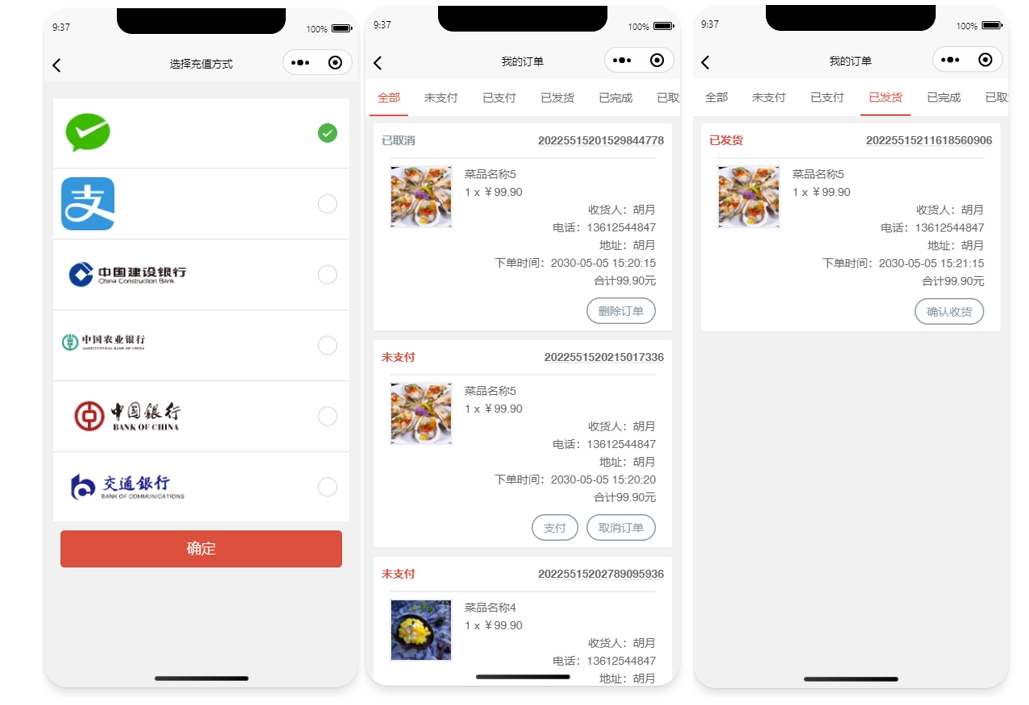 9:37
100%
选择充值方式
支
中国建设银行
China Construction Bank
中国农业银行
AGRICULTURAL BANK OF CHINA
中国银行
BANK OF CHINA
交通银行
BANK OF COMMUNICATIONS
确定
9:37
100%
我的订单
全部 未支付 已支付 已发货 已完成 已取
已取消 20225515201529844778
菜品名称5
1 x ￥99.90
收货人：胡月
电话：13612544847
地址：胡月
下单时间：2030-05-05 15:20:15
合计99.90元
删除订单
未支付 2022551520215017336
菜品名称5
1 x ￥99.90
收货人：胡月
电话：13612544847
地址：胡月
下单时间：2030-05-05 15:20:20
合计99.90元
支付 取消订单
未支付 20225515202789095936
菜品名称4
1 x ￥99.90
收货人：胡月
电话：13612544847
地址：胡月
9:37
100%
我的订单
全部 未支付 已支付 已发货 已完成 已取
已发货 20225515211618560906
菜品名称5
1 x ￥99.90
收货人：胡月
电话：13612544847
地址：胡月
下单时间：2030-05-05 15:21:15
合计99.90元
确认收货